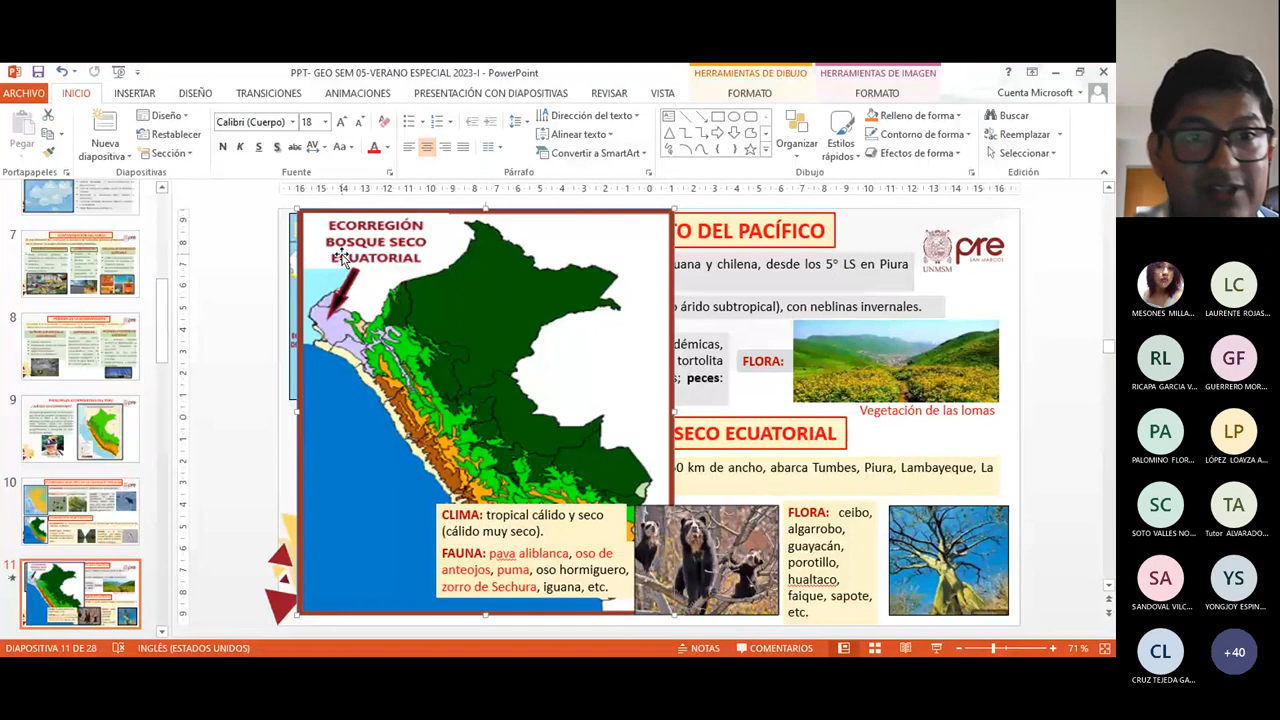 PPT- GEO SEM 05-VERANO ESPECIAL 2023-I - PowerPoint
HERRAMIENTAS DE DIBUJO
HERRAMIENTAS DE IMAGEN
ARCHIVO
INICIO
INSERTAR
DISEÑO
TRANSICIONES
ANIMACIONES
PRESENTACIÓN CON DIAPOSITIVAS
REVISAR
VISTA
FORMATO
FORMATO
Cuenta Microsoft
Pegar
Nueva
diapositiva
Diseño
Restablecer
Sección
Calibri (Cuerpo)
18
Dirección del texto
Alinear texto
Convertir a SmartArt
Organizar
Estilos
rápidos
Relleno de forma
Contorno de forma
Efectos de forma
Buscar
Reemplazar
Seleccionar
Portapapeles
Diapositivas
Fuente
Párrafo
Dibujo
Edición
7
8
9
10
11
ECORREGIÓN
BOSQUE SECO
ECUATORIAL
TO DEL PACÍFICO
uana y chilena, desde los 5° LS en Piura
o árido subtropical), con neblinas invernales.
démicas,
tortolita
s; peces:
FLORA:
Vegetación de las lomas
UNMSM
pre
SAN MARCOS
SECO ECUATORIAL
0 km de ancho, abarca Tumbes, Piura, Lambayeque, La
CLIMA: tropical cálido y seco
(cálido muy seco).
FAUNA: pava aliblanca, oso de
anteojos, puma, oso hormiguero,
zorro de Sechura, iguana, etc.
FLORA: ceibo,
algarrobo,
guayacán,
porotillo,
hualtaco,
faique, sapote,
etc.
DIAPOSITIVA 11 DE 28
INGLÉS (ESTADOS UNIDOS)
NOTAS
COMENTARIOS
71 %
MESONES MILLA...
LC
LAURENTE ROJAS...
RL
RICAPA GARCIA V...
GF
GUERRERO MOR...
PA
PALOMINO FLOR...
LP
LÓPEZ LOAYZA A...
SC
SOTO VALLES NO...
TA
Tutor ALVARADO...
SA
SANDOVAL VILC...
YS
YONGJOY ESPIN...
CL
CRUZ TEJEDA GA...
+40